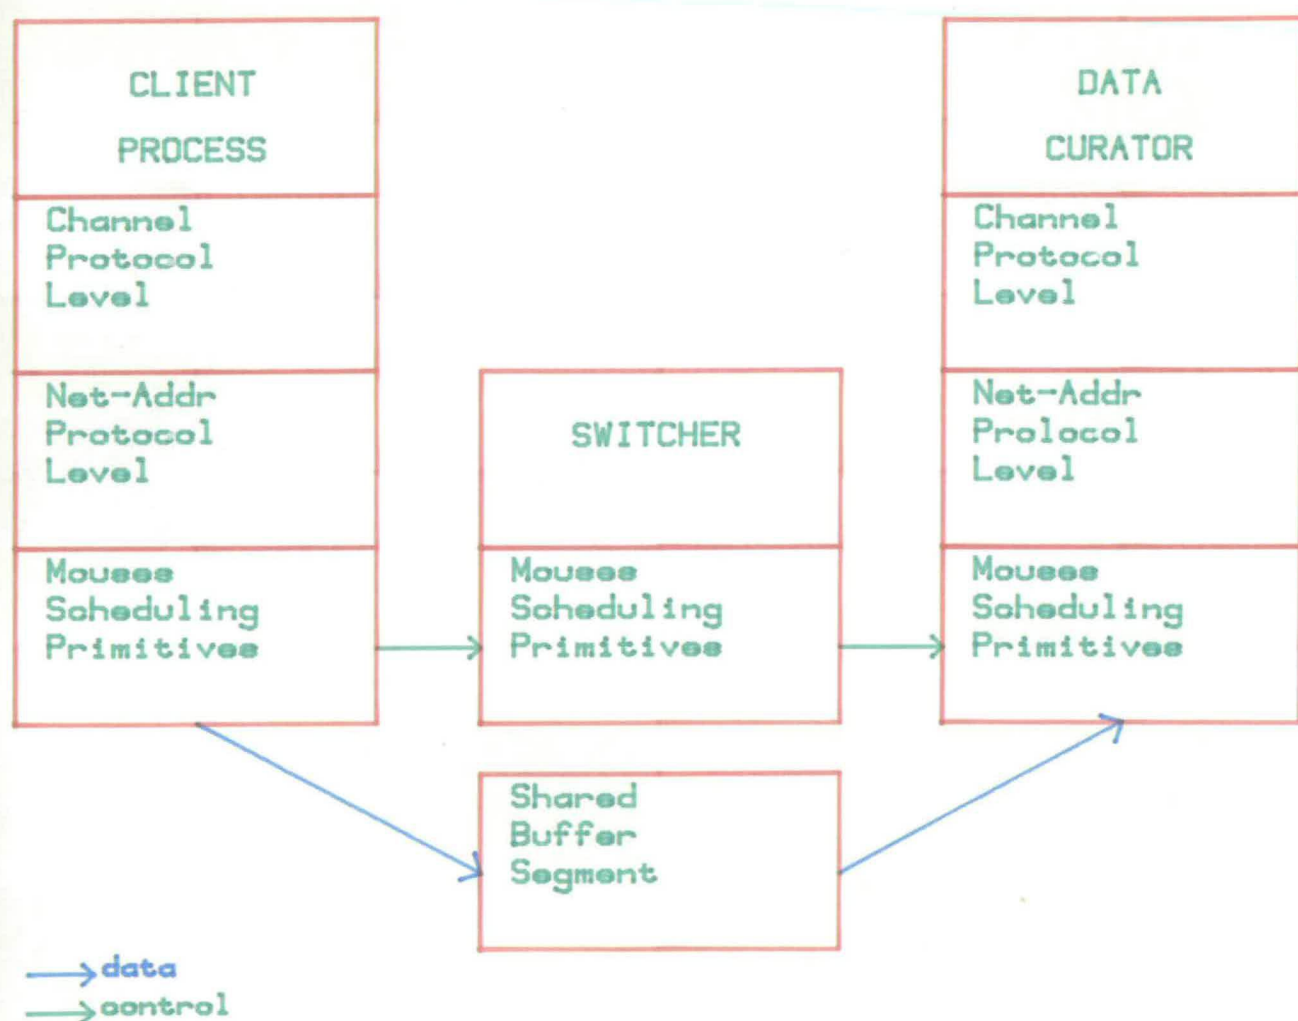 CLIENT
PROCESS
Channel
Protocol
Level
Net-Addr
Protocol
Level
Mouses
Scheduling
Primitives
SWITCHER
Mouses
Scheduling
Primitives
Shared
Buffer
Segment
DATA
CURATOR
Channel
Protocol
Level
Net-Addr
Prolocol
Level
Mouses
Scheduling
Primitives
data
control